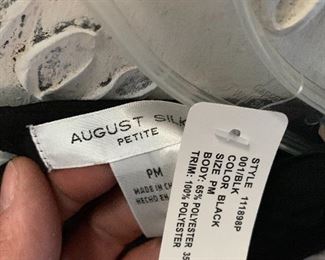 AUGUST SILK
PETITE
PM
MADE IN CH
HECHO EN
STYLE 111898P
001/BLK
COLOR
SIZE PM BLACK
BODY: 65% POLYESTER 35
TRIM: 100% POLYESTER